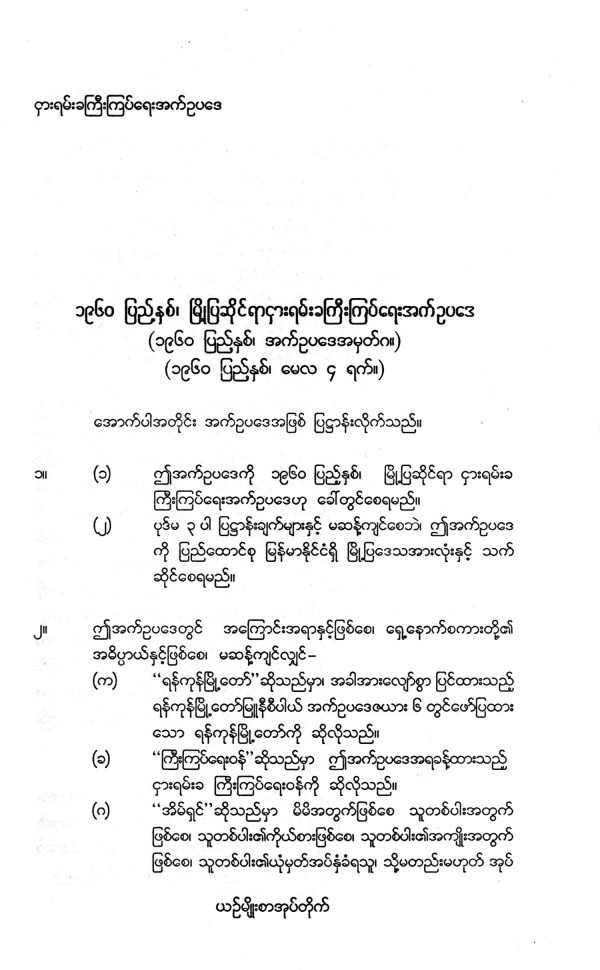 ငှားရမ်းခကြီးကြပ်ရေးအက်ဥပဒေ
၁၉၆၀ ပြည့်နှစ်၊ မြို့ပြဆိုင်ရာငှားရမ်းခကြီးကြပ်ရေးအက်ဥပဒေ
(၁၉၆၀ ပြည့်နှစ်၊ အက်ဥပဒေအမှတ်ဂ။)
(၁၉၆၀ ပြည့်နှစ်၊ မေလ ၄ ရက်။)
အောက်ပါအတိုင်း အက်ဥပဒေအဖြစ် ပြဋ္ဌာန်းလိုက်သည်။
၁။ (၁) ဤအက်ဥပဒေကို ၁၉၆၀ ပြည့်နှစ်၊ မြို့ပြဆိုင်ရာ ငှားရမ်းခ
ကြီးကြပ်ရေးအက်ဥပဒေဟု ခေါ်တွင်စေရမည်။
(၂) ပုဒ်မ ၃ ပါ ပြဋ္ဌာန်းချက်များနှင့် မဆန့်ကျင်စေဘဲ၊ ဤအက်ဥပဒေ
ကို ပြည်ထောင်စု မြန်မာနိုင်ငံရှိ မြို့ပြဒေသအားလုံးနှင့် သက်
ဆိုင်စေရမည်။
၂။ ဤအက်ဥပဒေတွင် အကြောင်းအရာနှင့်ဖြစ်စေ၊ ရှေ့နောက်စကားတို့၏
အဓိပ္ပာယ်နှင့်ဖြစ်စေ၊ မဆန့်ကျင်လျှင်–
(က) “ရန်ကုန်မြို့တော်”ဆိုသည်မှာ၊ အခါအားလျော်စွာ ပြင်ထားသည့်
ရန်ကုန်မြို့တော်မြူနီစီပါယ် အက်ဥပဒေဇယား ၆ တွင်ဖော်ပြထား
သော ရန်ကုန်မြို့တော်ကို ဆိုလိုသည်။
(ခ) “ကြီးကြပ်ရေးဝန်”ဆိုသည်မှာ ဤအက်ဥပဒေအရခန့်ထားသည့်
ငှားရမ်းခ ကြီးကြပ်ရေးဝန်ကို ဆိုလိုသည်။
(ဂ) “အိမ်ရှင်”ဆိုသည်မှာ မိမိအတွက်ဖြစ်စေ သူတစ်ပါးအတွက်
ဖြစ်စေ၊ သူတစ်ပါး၏ကိုယ်စားဖြစ်စေ၊ သူတစ်ပါး၏အကျိုးအတွက်
ဖြစ်စေ၊ သူတစ်ပါး၏ယုံမှတ်အပ်နှံခံရသူ၊ သို့မတည်းမဟုတ် အုပ်
ယဉ်မျိုးစာအုပ်တိုက်